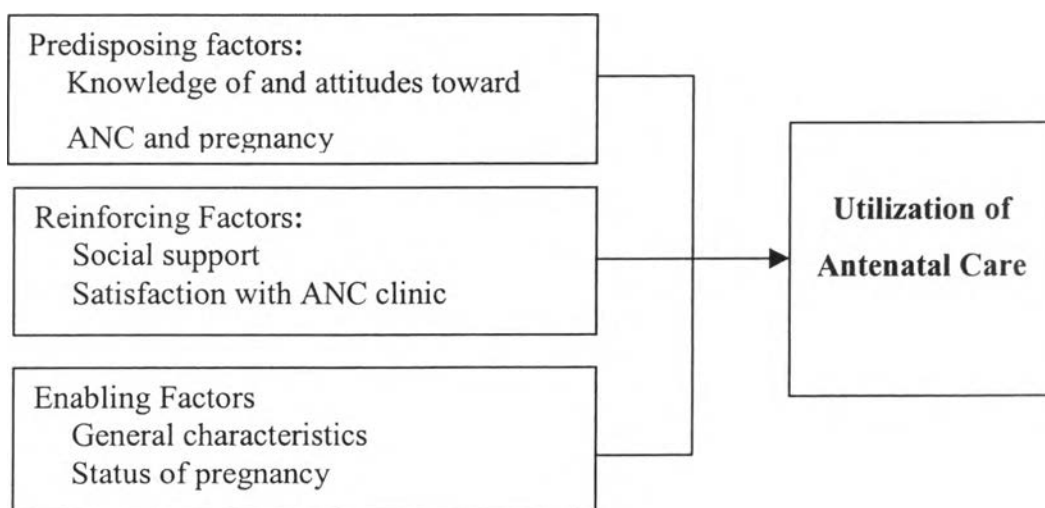 Predisposing factors:
Knowledge of and attitudes toward
ANC and pregnancy
Reinforcing Factors:
Social support
Satisfaction with ANC clinic
Enabling Factors
General characteristics
Status of pregnancy
Utilization of
Antenatal Care